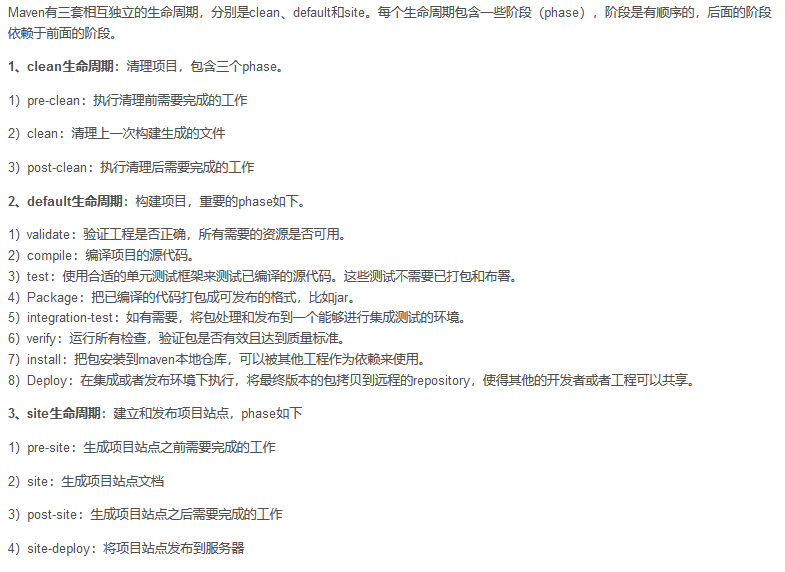 Maven有三套相互独立的生命周期，分别是clean、default和site。每个生命周期包含一些阶段（phase），阶段是有顺序的，后面的阶段
依赖于前面的阶段。
1、clean生命周期：清理项目，包含三个phase。
1）pre-clean：执行清理前需要完成的工作
2）clean：清理上一次构建生成的文件
3）post-clean：执行清理后需要完成的工作
2、default生命周期：构建项目，重要的phase如下。
1）validate：验证工程是否正确，所有需要的资源是否可用。
2）compile：编译项目的源代码。
3）test：使用合适的单元测试框架来测试已编译的源代码。这些测试不需要已打包和布署。
4）Package：把已编译的代码打包成可发布的格式，比如jar。
5）integration-test：如有需要，将包处理和发布到一个能够进行集成测试的环境。
6）verify：运行所有检查，验证包是否有效且达到质量标准。
7）install：把包安装到maven本地仓库，可以被其他工程作为依赖来使用。
8）Deploy：在集成或者发布环境下执行，将最终版本的包拷贝到远程的repository，使得其他的开发者或者工程可以共享。
3、site生命周期：建立和发布项目站点，phase如下
1）pre-site：生成项目站点之前需要完成的工作
2）site：生成项目站点文档
3）post-site：生成项目站点之后需要完成的工作
4）site-deploy：将项目站点发布到服务器